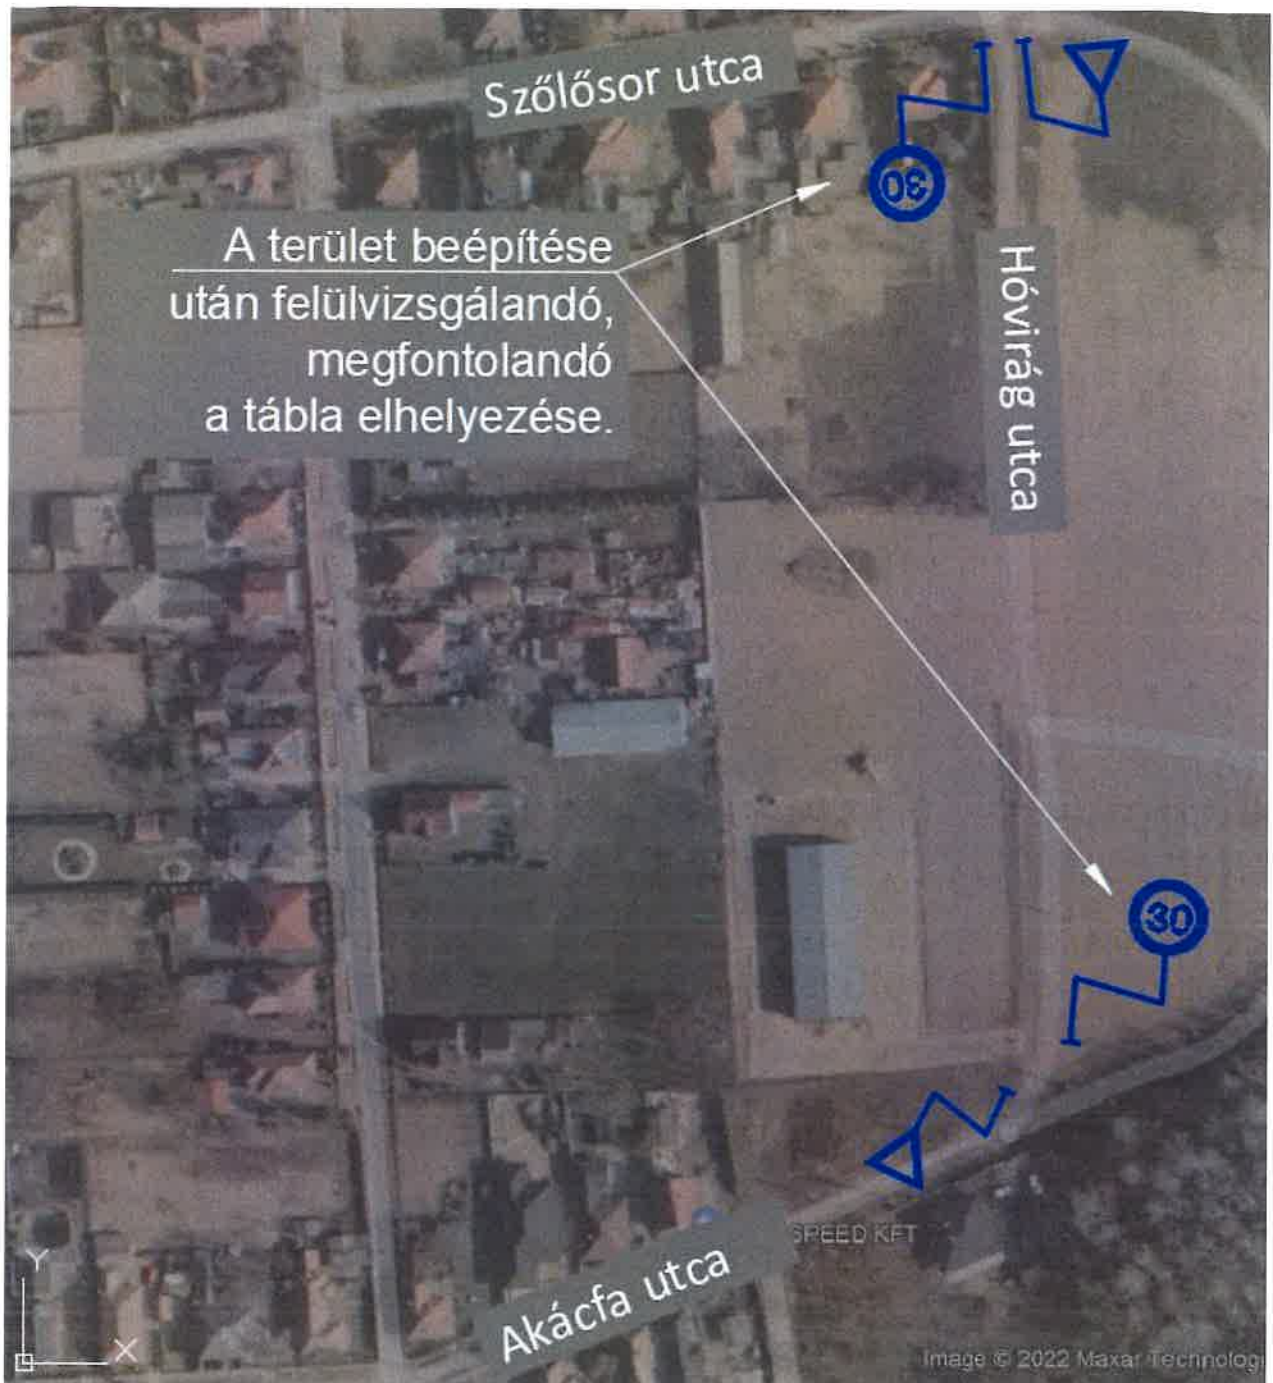 Szőlősor utca
30
A terület beépítése
után felülvizsgálandó,
megfontolandó
a tábla elhelyezése.
Hóvirág utca
30
SPEED KFT
Akácfa utca
Y
X
Image © 2022 Maxar Technolog